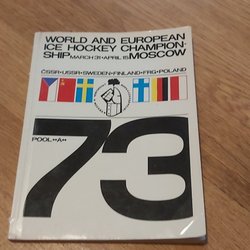 WORLD AND EUROPEAN
ICE HOCKEY CHAMPION-
SHIP MARCH 31-APRIL 15 MOSCOW
ČSSR•USSR•SWEDEN•FINLAND•FRG•POLAND
POOL "A"
73